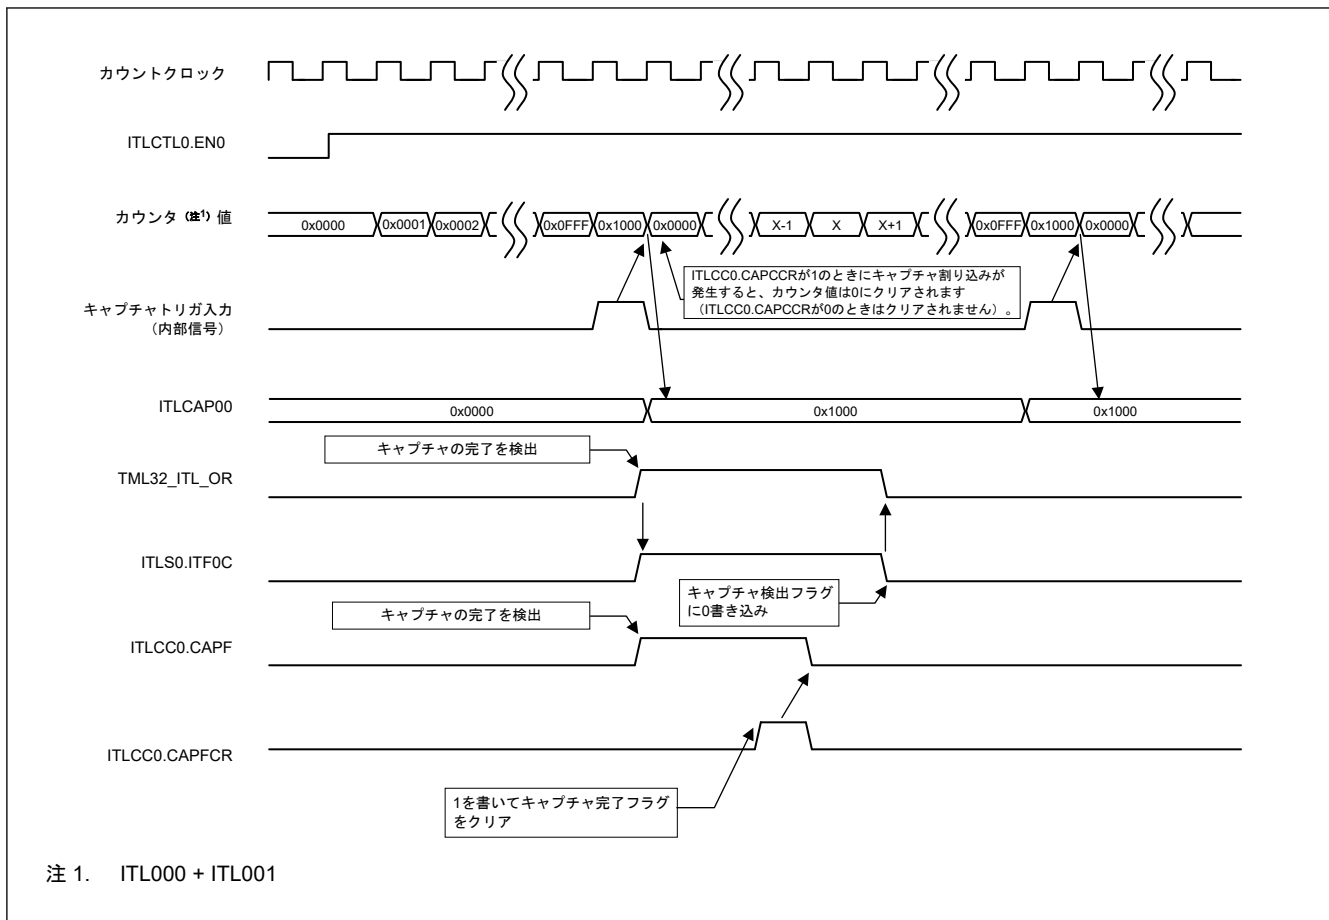 カウントクロック
ITLCTL0.EN0
カウンタ (注1) 値
0x0000 0x0001 0x0002 0x0FFF 0x1000 0x0000 X-1 X X+1 0x0FFF 0x1000 0x0000
ITLCC0.CAPCCRが1のときにキャプチャ割り込みが
発生すると、カウンタ値は0にクリアされます
(ITLCC0.CAPCCRが0のときはクリアされません)。
キャプチャトリガ入力
(内部信号)
ITLCAP00
0x0000 0x1000 0x1000
キャプチャの完了を検出
TML32_ITL_OR
ITLS0.ITF0C
キャプチャ検出フラグ
に0書き込み
キャプチャの完了を検出
ITLCC0.CAPF
ITLCC0.CAPFCR
1を書いてキャプチャ完了フラグ
をクリア
注 1. ITL000 + ITL001